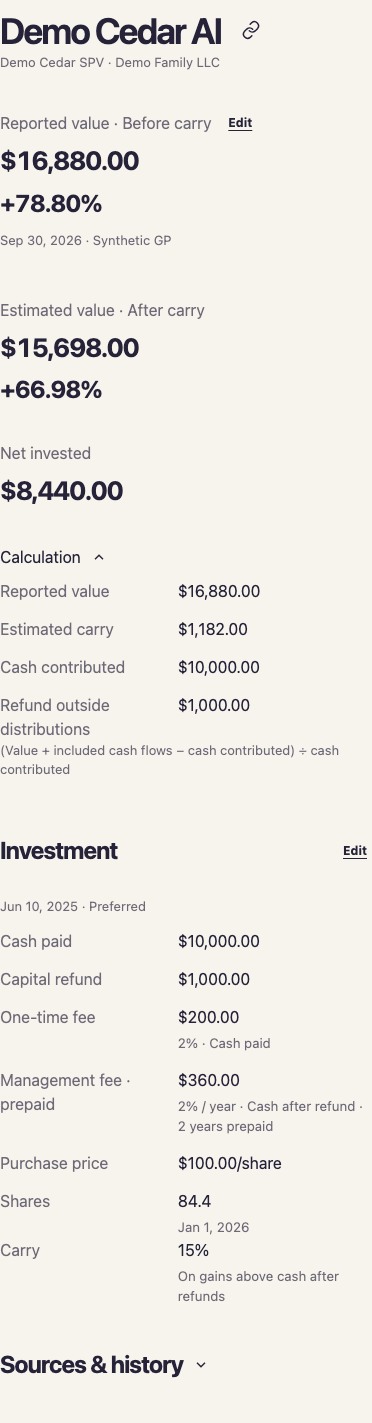 Demo Cedar AI
Demo Cedar SPV · Demo Family LLC
Reported value · Before carry Edit
$16,880.00
+78.80%
Sep 30, 2026 · Synthetic GP
Estimated value · After carry
$15,698.00
+66.98%
Net invested
$8,440.00
Calculation
Reported value $16,880.00
Estimated carry $1,182.00
Cash contributed $10,000.00
Refund outside $1,000.00
distributions
(Value + included cash flows − cash contributed) ÷ cash
contributed
Investment Edit
Jun 10, 2025 · Preferred
Cash paid $10,000.00
Capital refund $1,000.00
One-time fee $200.00
2% · Cash paid
Management fee · $360.00
prepaid 2% / year · Cash after refund ·
2 years prepaid
Purchase price $100.00/share
Shares 84.4
Jan 1, 2026
Carry 15%
On gains above cash after
refunds
Sources & history